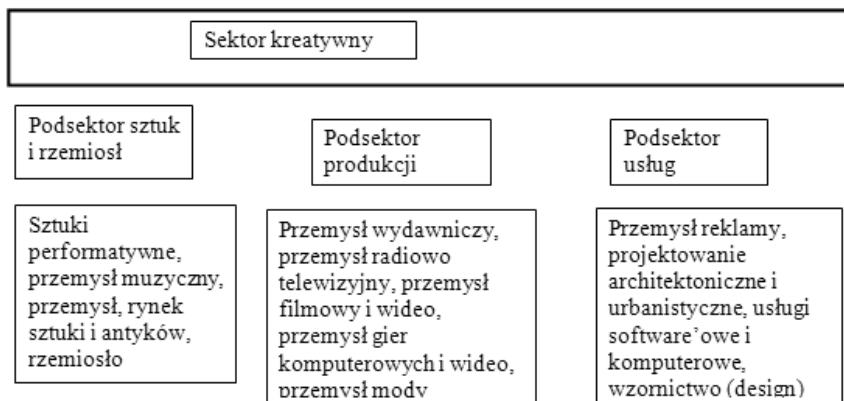 Sektor kreatywny
Podsektor sztuk
i rzemiosł
Podsektor
produkcji
Podsektor
usług
Sztuki
performatywne,
przemysł muzyczny,
przemysł, rynek
sztuki i antyków,
rzemiosło
Przemysł wydawniczy,
przemysł radiowo
telewizyjny, przemysł
filmowy i wideo,
przemysł gier
komputerowych i wideo,
przemysł mody
Przemysł reklamy,
projektowanie
architektoniczne i
urbanistyczne, usługi
software’owe i
komputerowe,
wzornictwo (design)